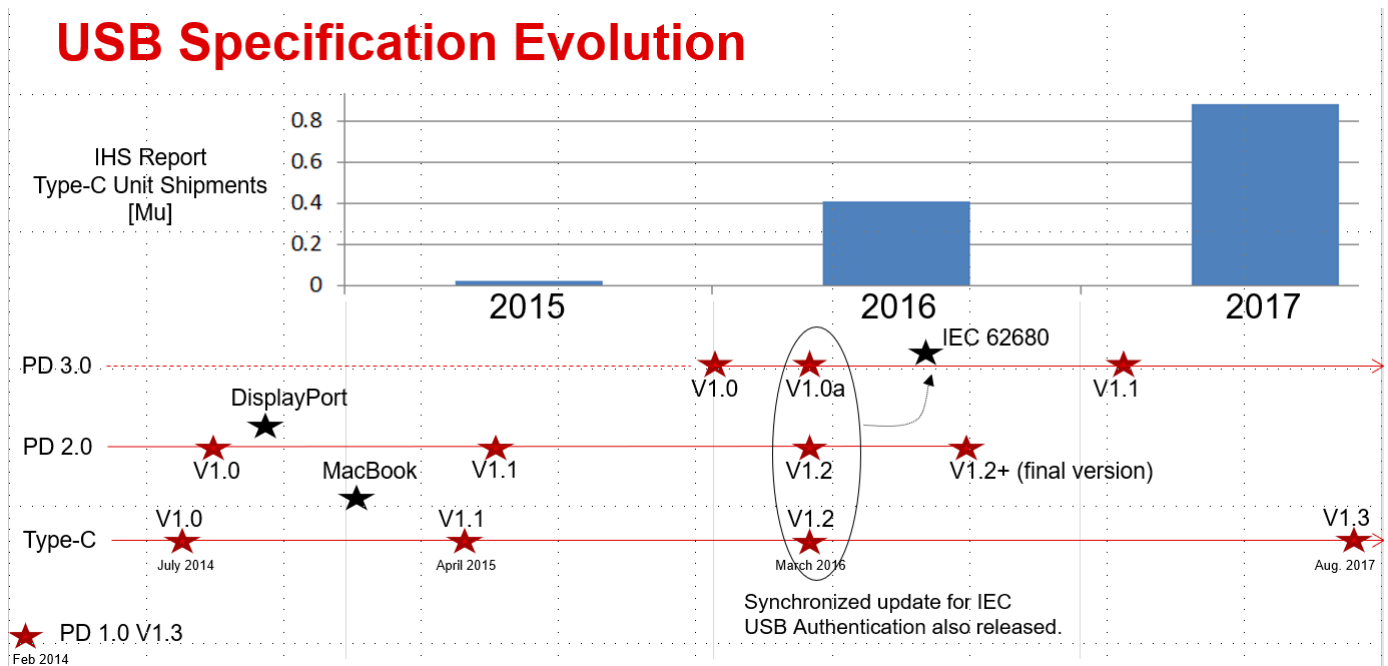 USB Specification Evolution
IHS Report
Type-C Unit Shipments
[Mu]
0.8
0.6
0.4
0.2
0
2015
2016
2017
IEC 62680
PD 3.0
V1.0
V1.0a
V1.1
DisplayPort
PD 2.0
V1.0
V1.1
V1.2
V1.2+ (final version)
MacBook
V1.0
V1.1
V1.2
V1.3
Type-C
July 2014
April 2015
March 2016
Aug. 2017
Synchronized update for IEC
USB Authentication also released.
PD 1.0 V1.3
Feb 2014